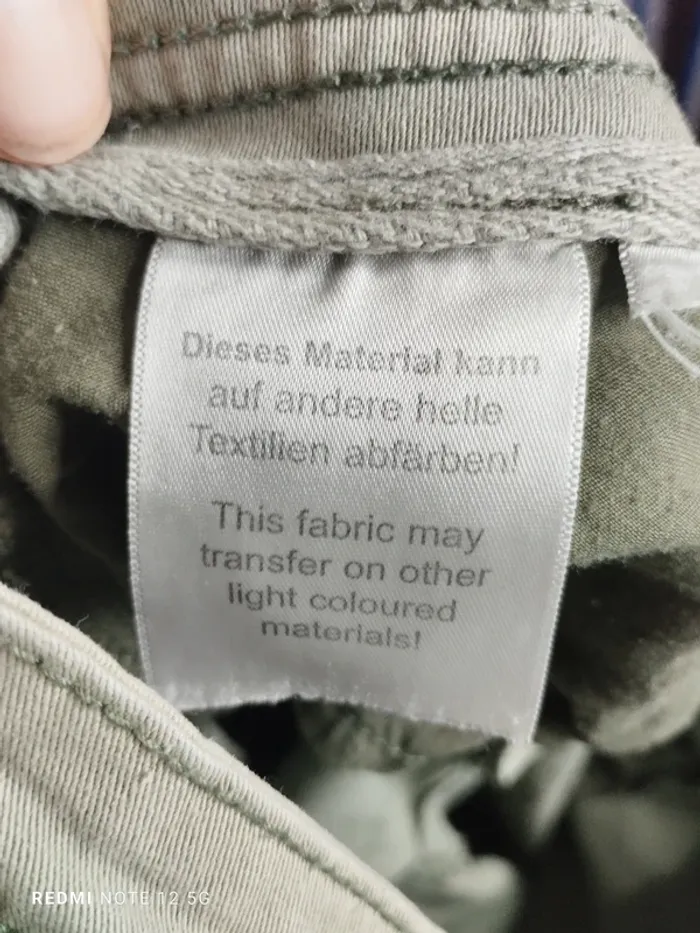 Dieses Material kann
auf andere helle
Textilien abfärben!
This fabric may
transfer on other
light coloured
materials!
REDMI NOTE 12 5G